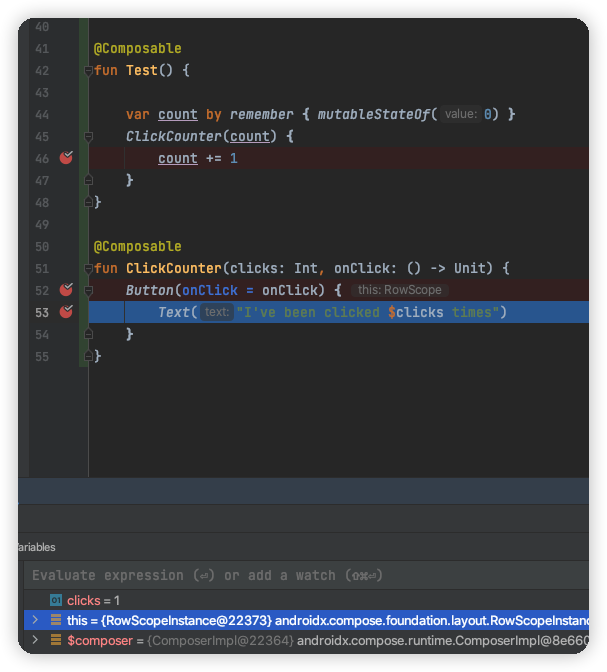 40
41 @Composable
42 fun Test() {
43
44 var count by remember { mutableStateOf( value: 0) }
45 ClickCounter(count) {
46 count += 1
47 }
48 }
49
50 @Composable
51 fun ClickCounter(clicks: Int, onClick: () -> Unit) {
52 Button(onClick = onClick) { this: RowScope
53 Text( text: "I've been clicked $clicks times")
54 }
55 }
ariables
Evaluate expression (⏎) or add a watch (⇧⌘⏎)
01 clicks = 1
this = {RowScopeInstance@22373} androidx.compose.foundation.layout.RowScopeInstanc
$composer = {ComposerImpl@22364} androidx.compose.runtime.ComposerImpl@8e660